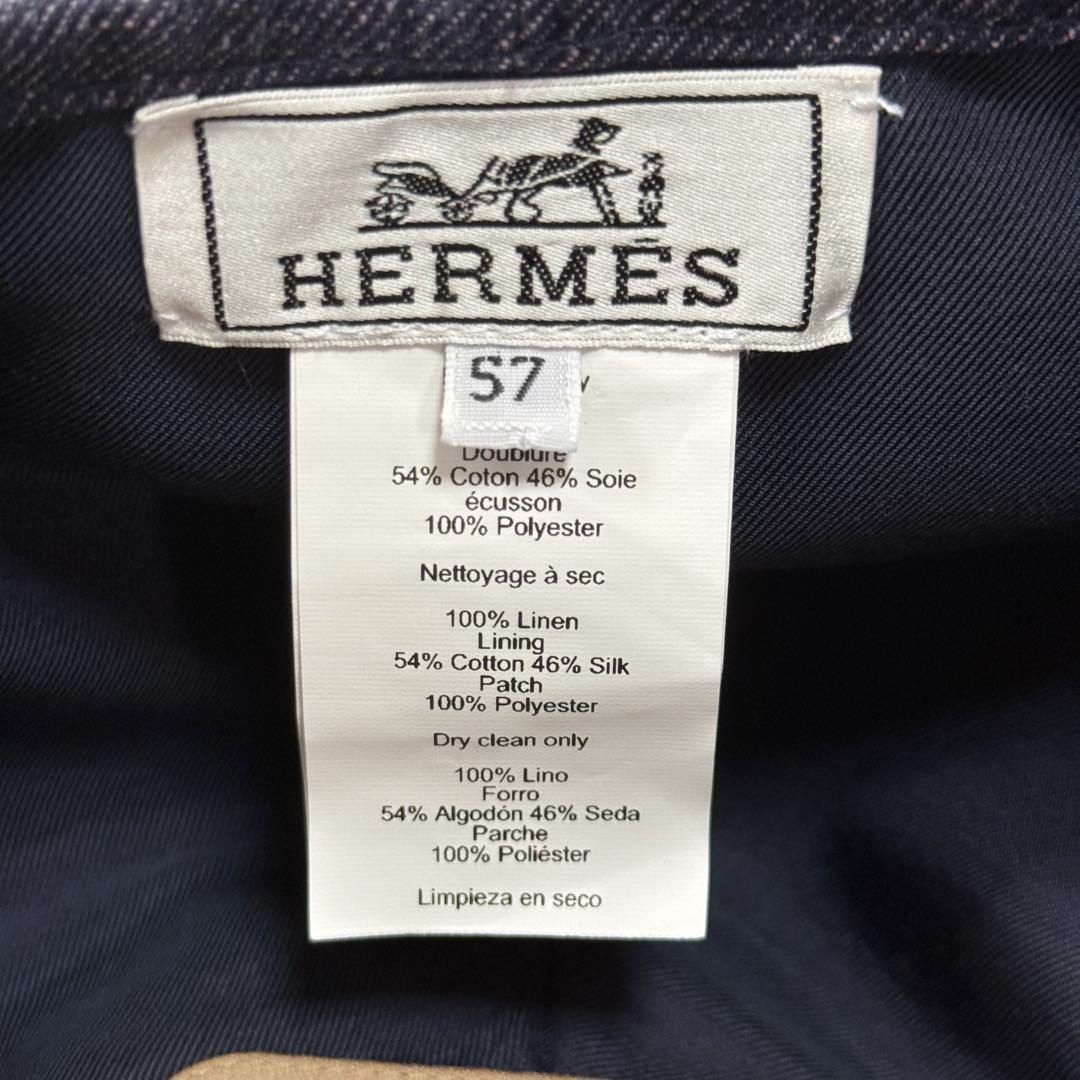 HERMÈS
57
Doublure
54% Coton 46% Soie
écusson
100% Polyester
Nettoyage à sec
100% Linen
Lining
54% Cotton 46% Silk
Patch
100% Polyester
Dry clean only
100% Lino
Forro
54% Algodón 46% Seda
Parche
100% Poliéster
Limpieza en seco